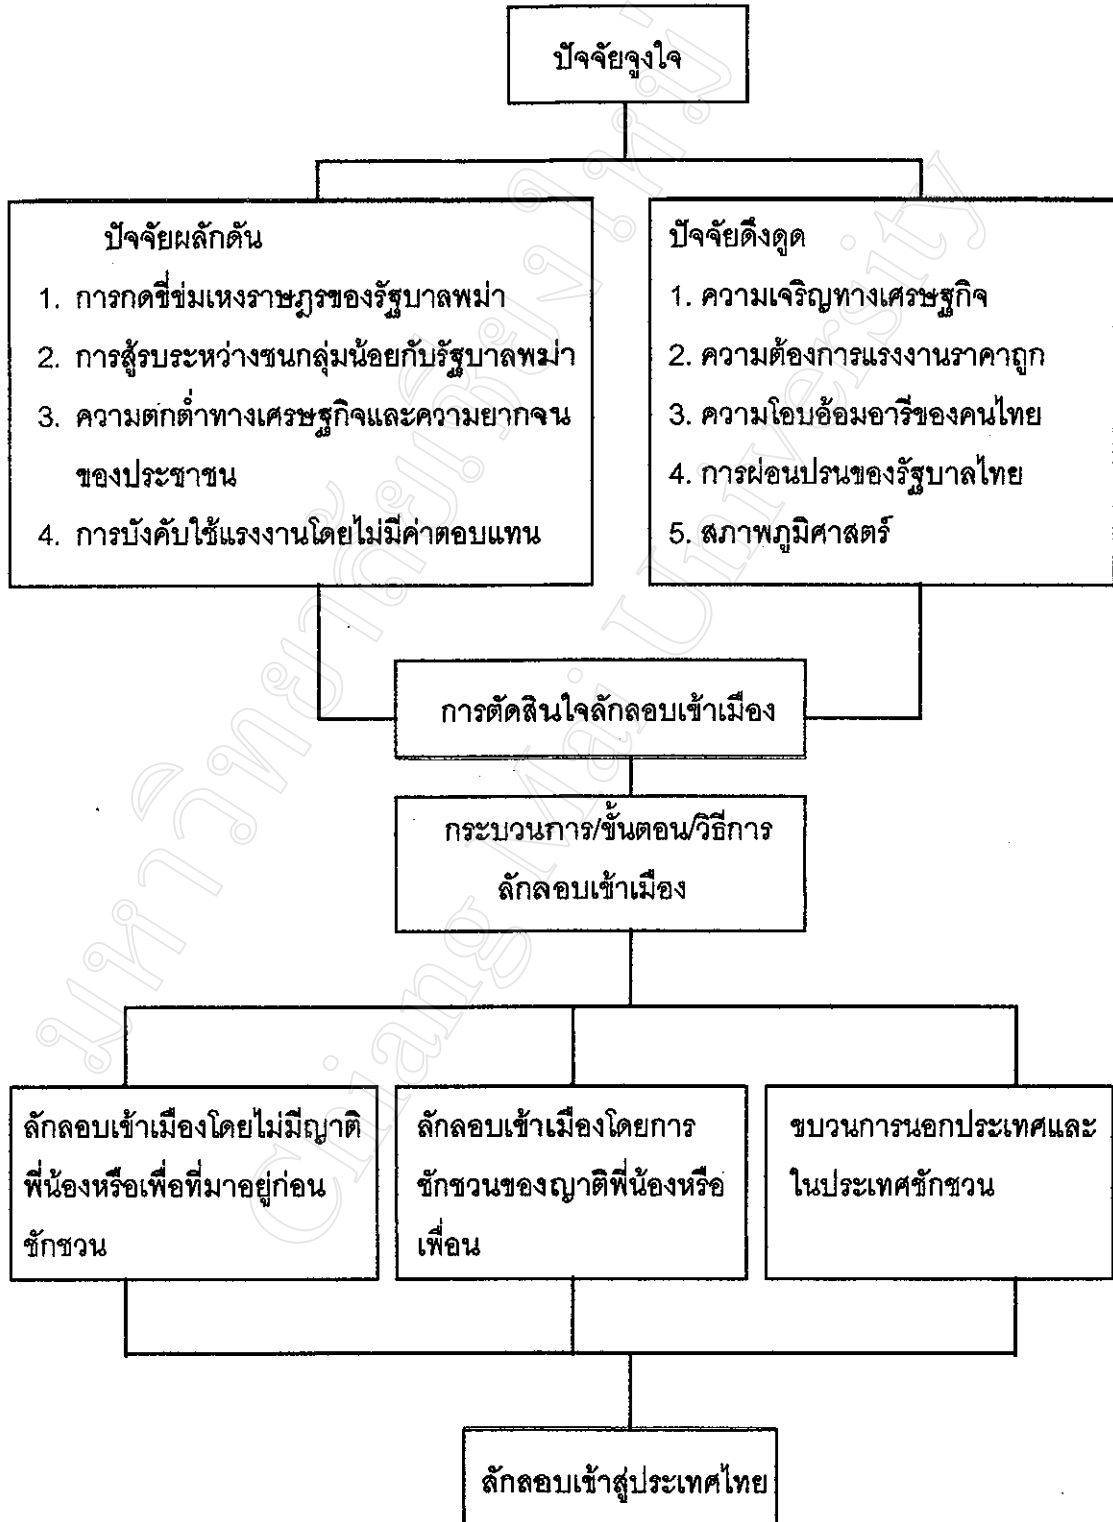 ปัจจัยจูงใจ
ปัจจัยผลักดัน
1. การกดขี่ข่มเหงราษฎรของรัฐบาลพม่า
2. การสู้รบระหว่างชนกลุ่มน้อยกับรัฐบาลพม่า
3. ความตกต่ำทางเศรษฐกิจและความยากจน
ของประชาชน
4. การบังคับใช้แรงงานโดยไม่มีค่าตอบแทน
ปัจจัยดึงดูด
1. ความเจริญทางเศรษฐกิจ
2. ความต้องการแรงงานราคาถูก
3. ความโอบอ้อมอารีของคนไทย
4. การผ่อนปรนของรัฐบาลไทย
5. สภาพภูมิศาสตร์
การตัดสินใจลักลอบเข้าเมือง
กระบวนการ/ขั้นตอน/วิธีการ
ลักลอบเข้าเมือง
ลักลอบเข้าเมืองโดยไม่มีญาติ
พี่น้องหรือเพื่อที่มาอยู่ก่อน
ชักชวน
ลักลอบเข้าเมืองโดยการ
ชักชวนของญาติพี่น้องหรือ
เพื่อน
ขบวนการนอกประเทศและ
ในประเทศชักชวน
ลักลอบเข้าสู่ประเทศไทย
มหาวิทยาลัยเชียงใหม่
Chiang Mai University